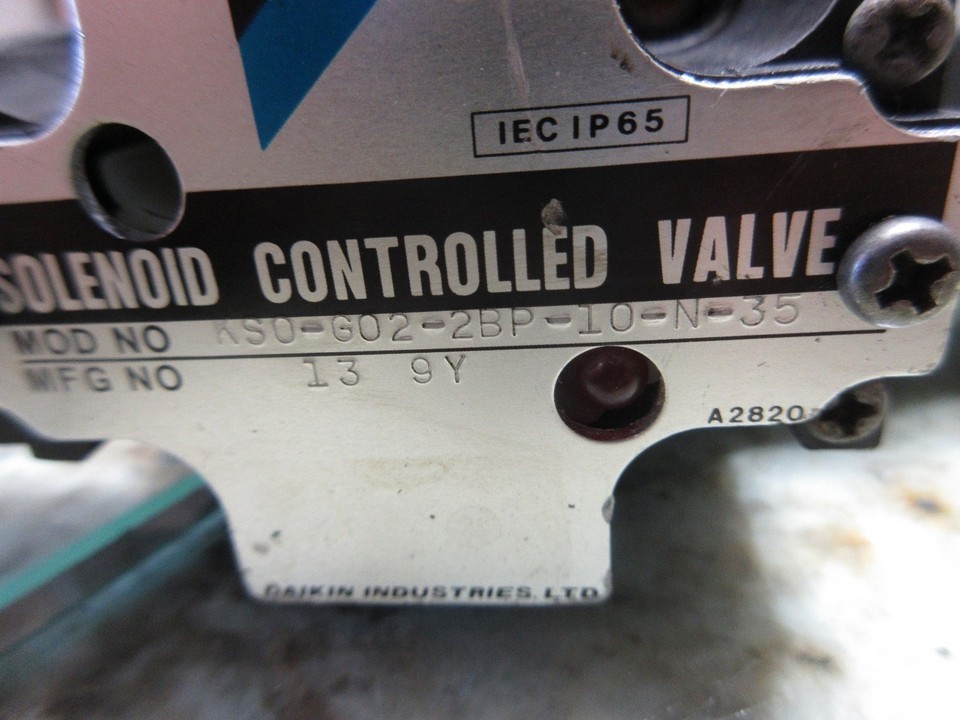 IEC IP65
SOLENOID CONTROLLED VALVE
MOD NO KSO-G02-2BP-10-N-35
MFG NO 13 9Y
A2820
DAIKIN INDUSTRIES, LTD